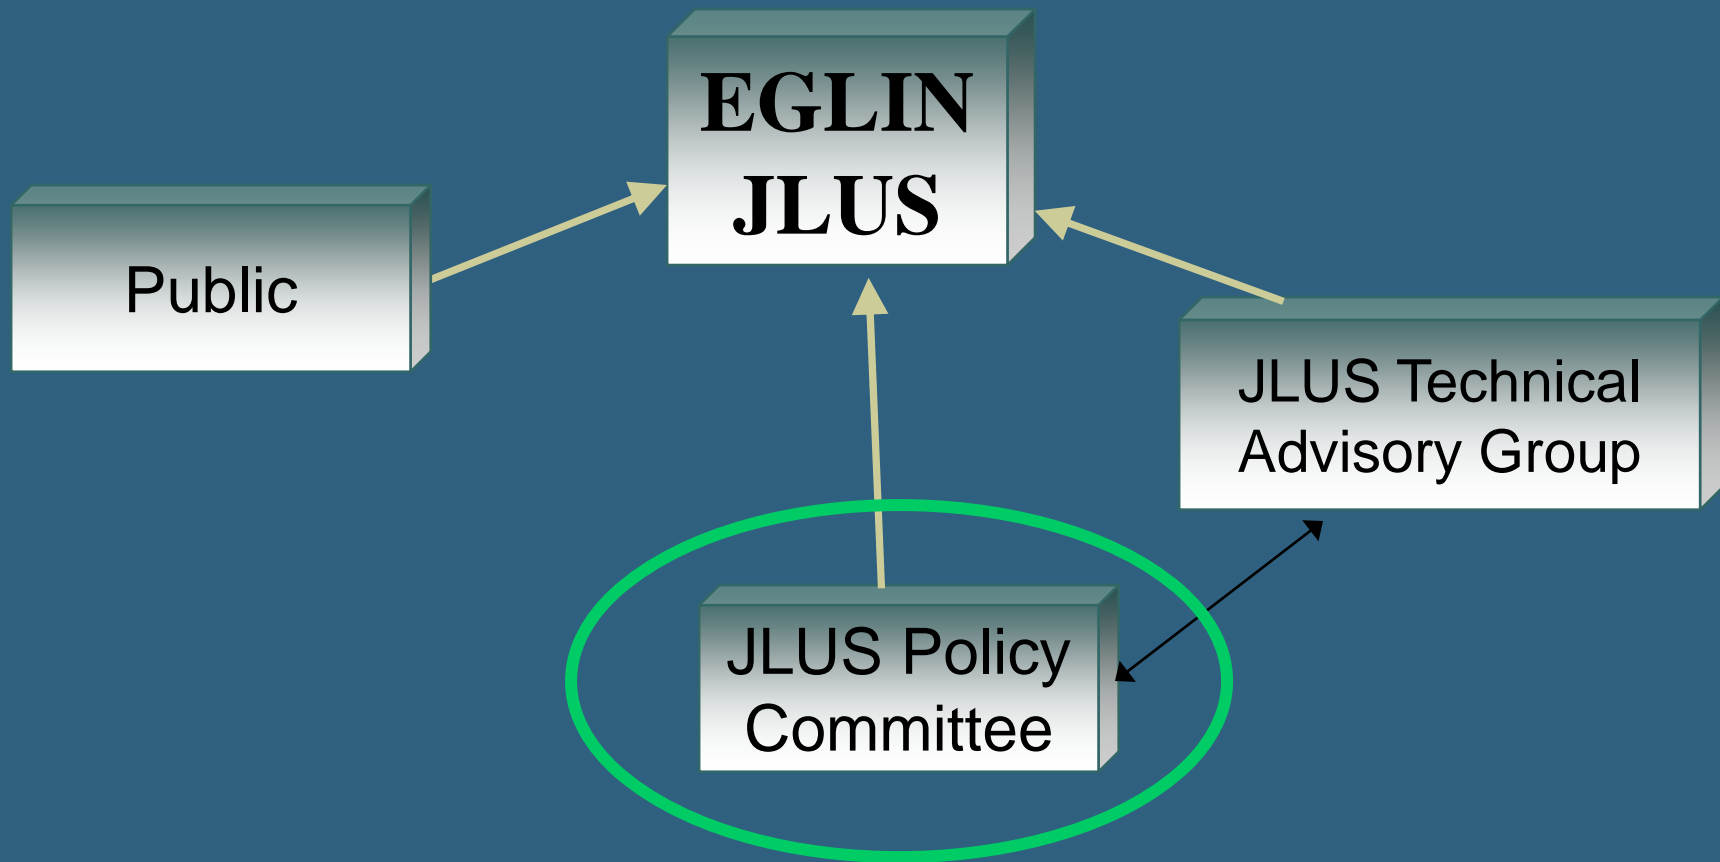 EGLIN
JLUS
Public
JLUS Technical
Advisory Group
JLUS Policy
Committee